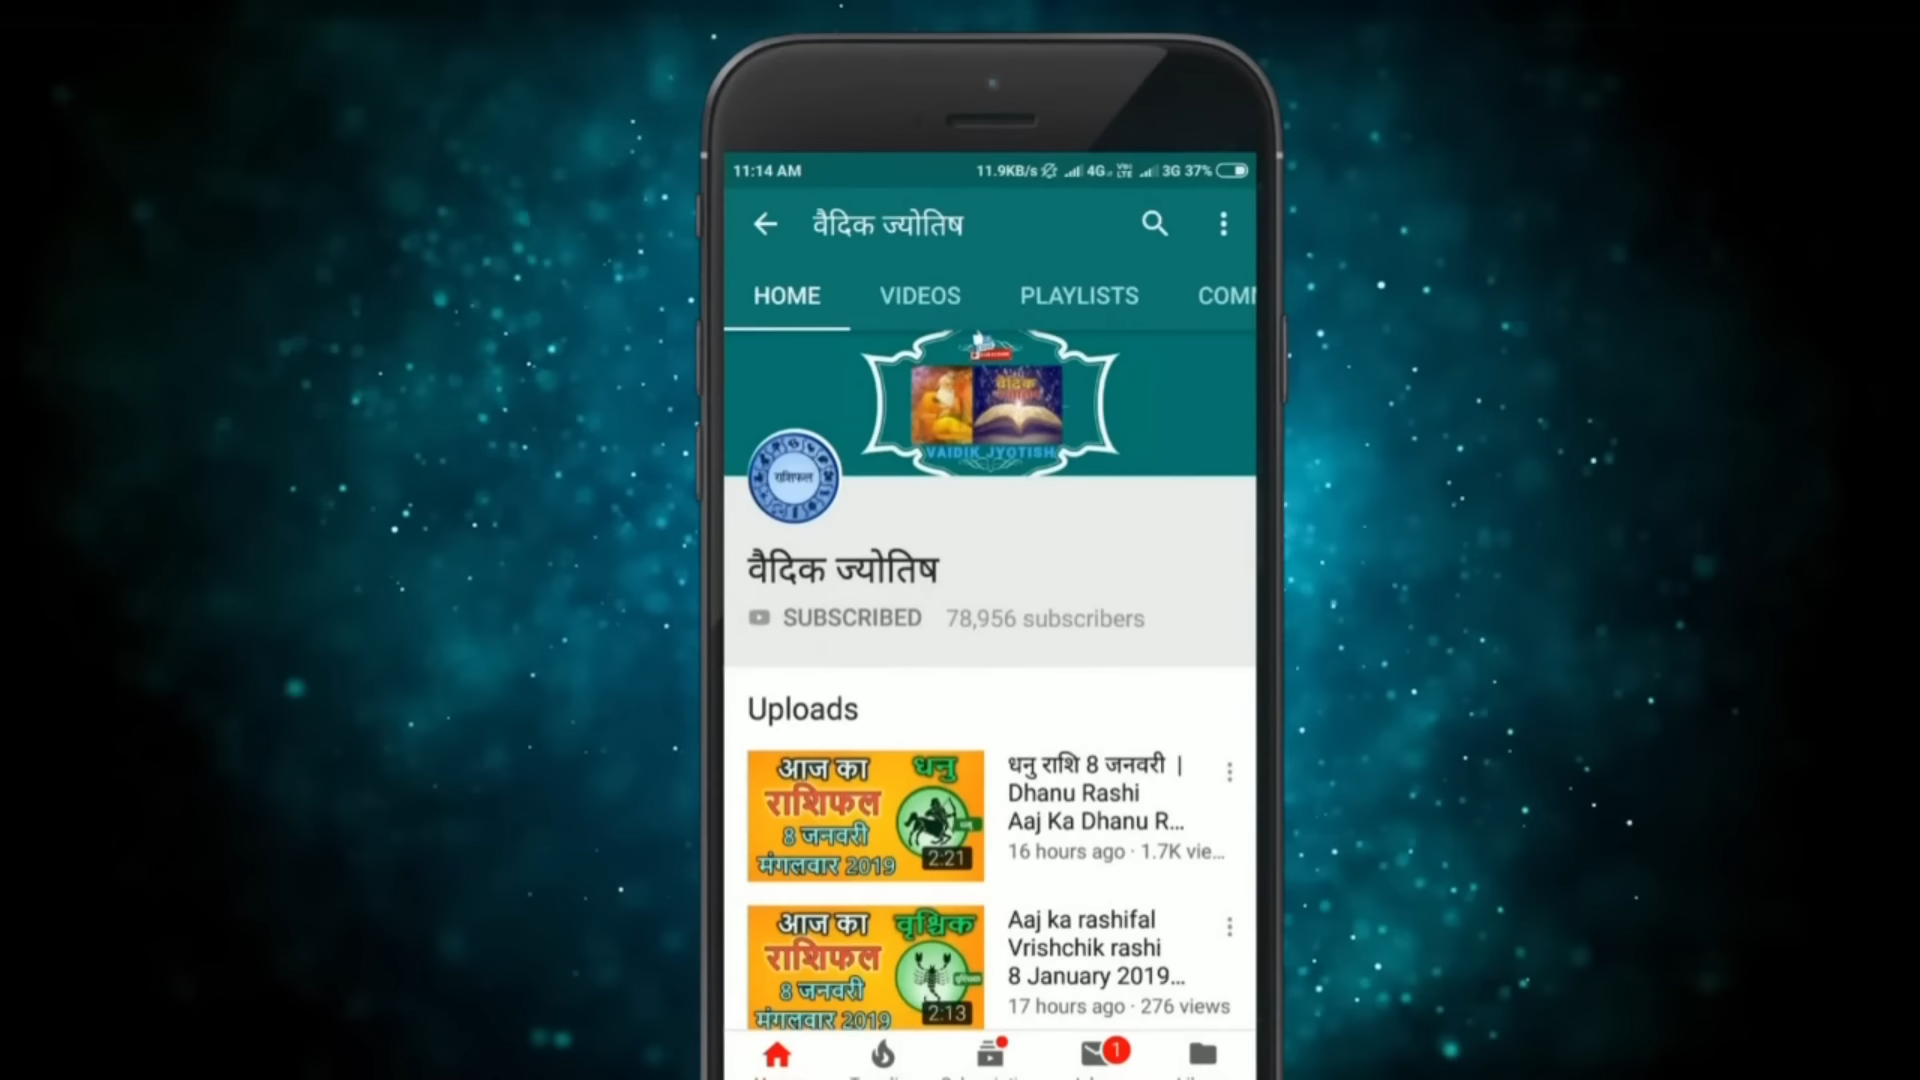 11:14 AM 11.9KB/s 4G VoLTE 3G 37%
वैदिक ज्योतिष
HOME VIDEOS PLAYLISTS COMM
वैदिक
VAIDIK JYOTISH
राशिफल
वैदिक ज्योतिष
SUBSCRIBED 78,956 subscribers
Uploads
आज का धनु
राशिफल
8 जनवरी
मंगलवार 2019
2:21
धनु राशि 8 जनवरी |
Dhanu Rashi
Aaj Ka Dhanu R...
16 hours ago · 1.7K vie...
आज का वृश्चिक
राशिफल
8 जनवरी
मंगलवार 2019
2:13
Aaj ka rashifal
Vrishchik rashi
8 January 2019...
17 hours ago · 276 views
1